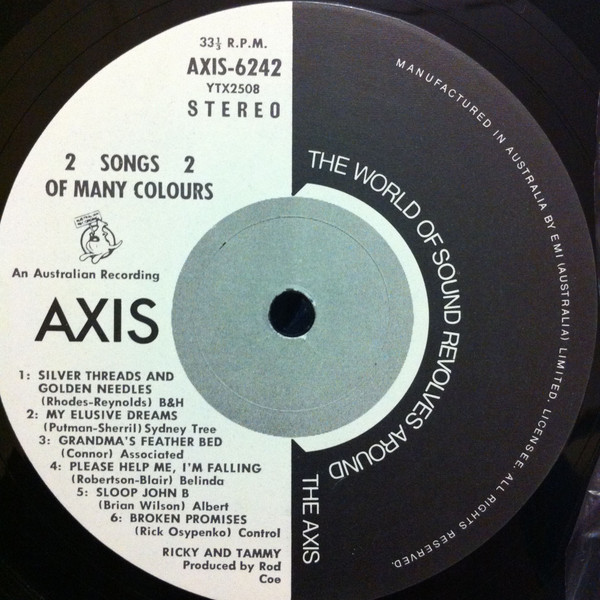 33⅓ R.P.M.
AXIS-6242
YTX2508
STEREO
2 SONGS 2
OF MANY COLOURS
An Australian Recording
AXIS
1: SILVER THREADS AND
GOLDEN NEEDLES
(Rhodes-Reynolds) B&H
2: MY ELUSIVE DREAMS
(Putman-Sherril) Sydney Tree
3: GRANDMA'S FEATHER BED
(Connor) Associated
4: PLEASE HELP ME, I'M FALLING
(Robertson-Blair) Belinda
5: SLOOP JOHN B
(Brian Wilson) Albert
6: BROKEN PROMISES
(Rick Osypenko) Control
RICKY AND TAMMY
Produced by Rod
Coe
THE WORLD OF SOUND REVOLVES AROUND
THE AXIS
MANUFACTURED IN AUSTRALIA BY EMI (AUSTRALIA) LIMITED. LICENSEE. ALL RIGHTS RESERVED.